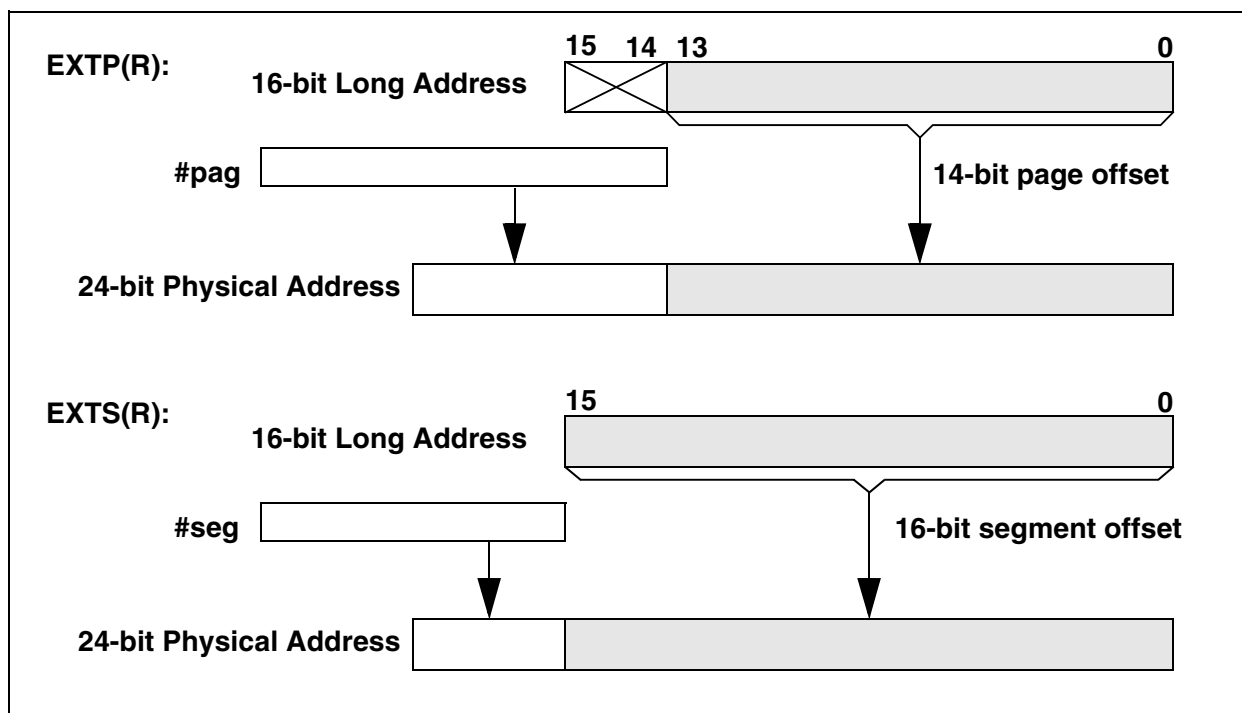 15 14 13 0
EXTP(R):
16-bit Long Address
#pag
14-bit page offset
24-bit Physical Address
15 0
EXTS(R):
16-bit Long Address
#seg
16-bit segment offset
24-bit Physical Address